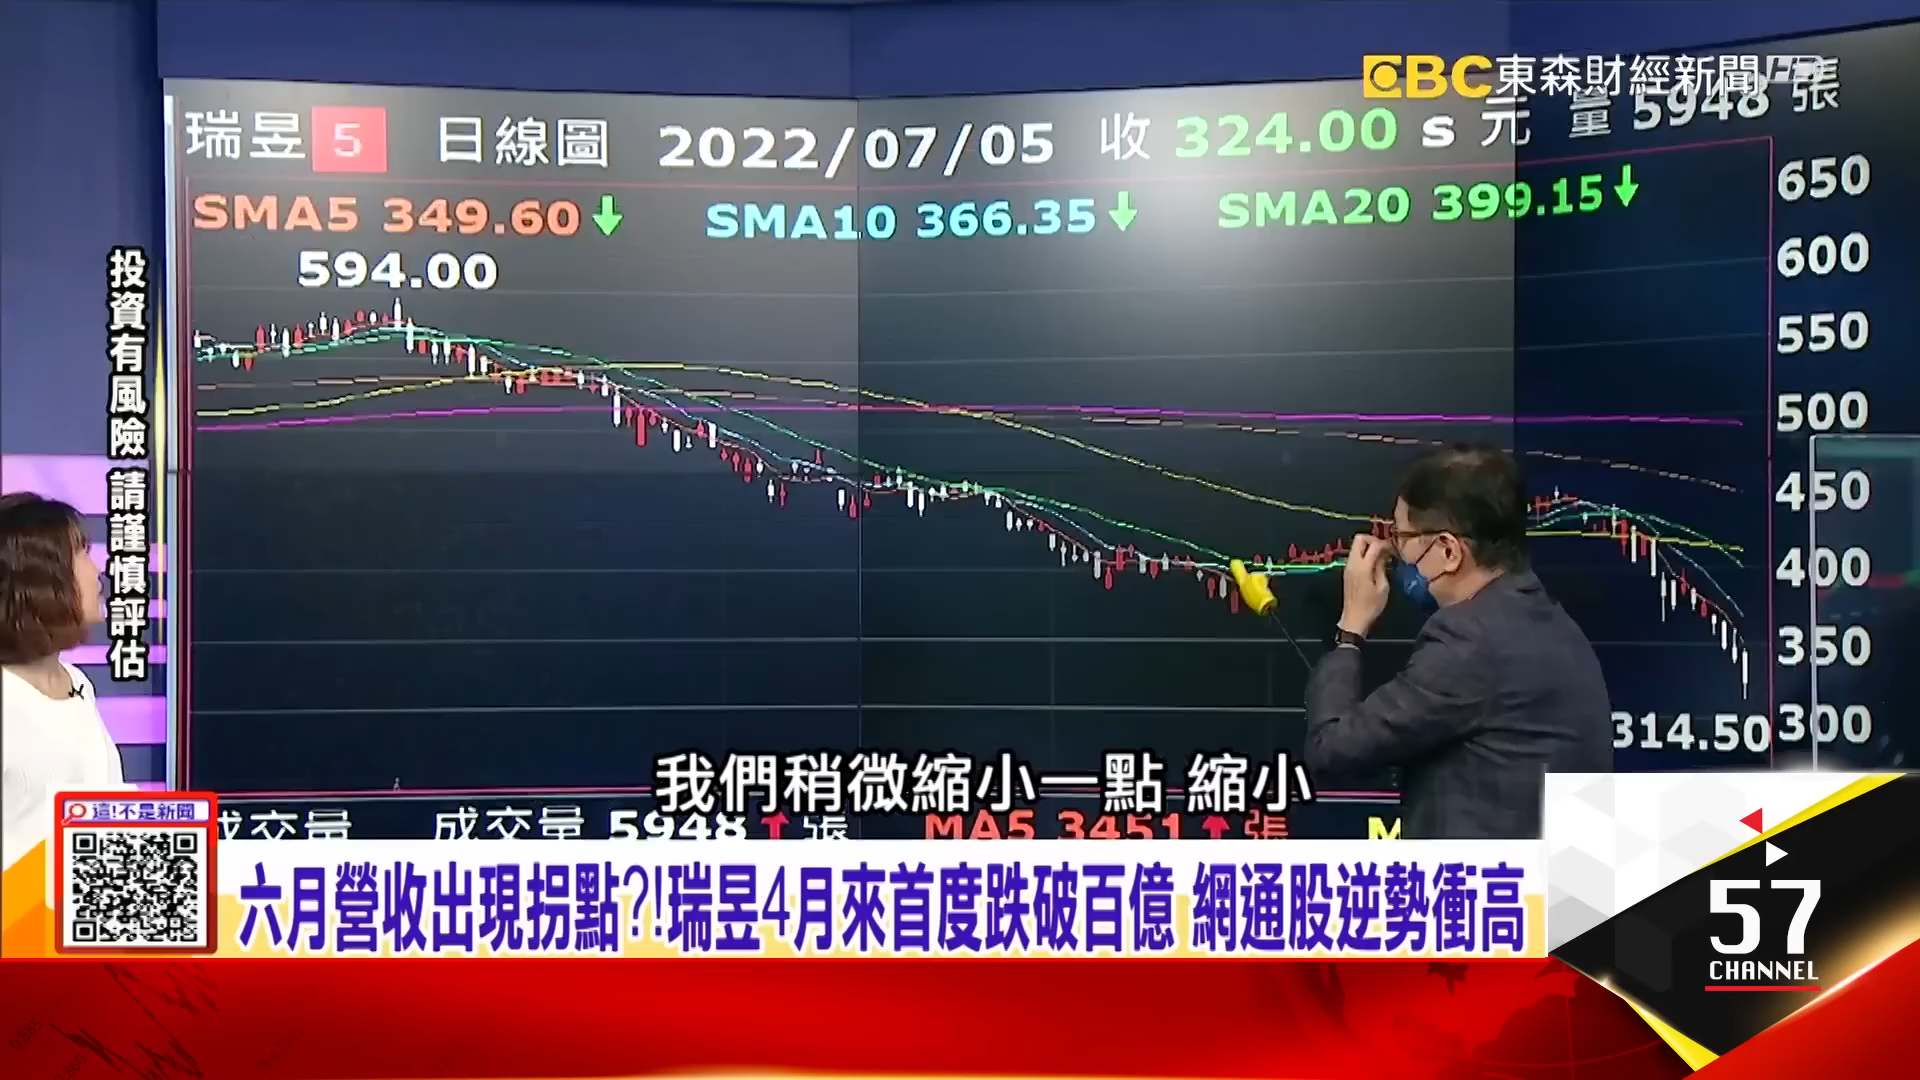 EBC 東森財經新聞 HD
瑞昱 5 日線圖 2022/07/05 收 324.00 s 元 量 5948 張
SMA5 349.60↓ SMA10 366.35↓ SMA20 399.15↓
594.00
650
600
550
500
450
400
350
300
314.50
投資有風險 請謹慎評估
我們稍微縮小一點 縮小
成交量 成交量 5948↑ 張 MA5 3451↑ 張 M
這!不是新聞
六月營收出現拐點?!瑞昱4月來首度跌破百億 網通股逆勢衝高
57
CHANNEL